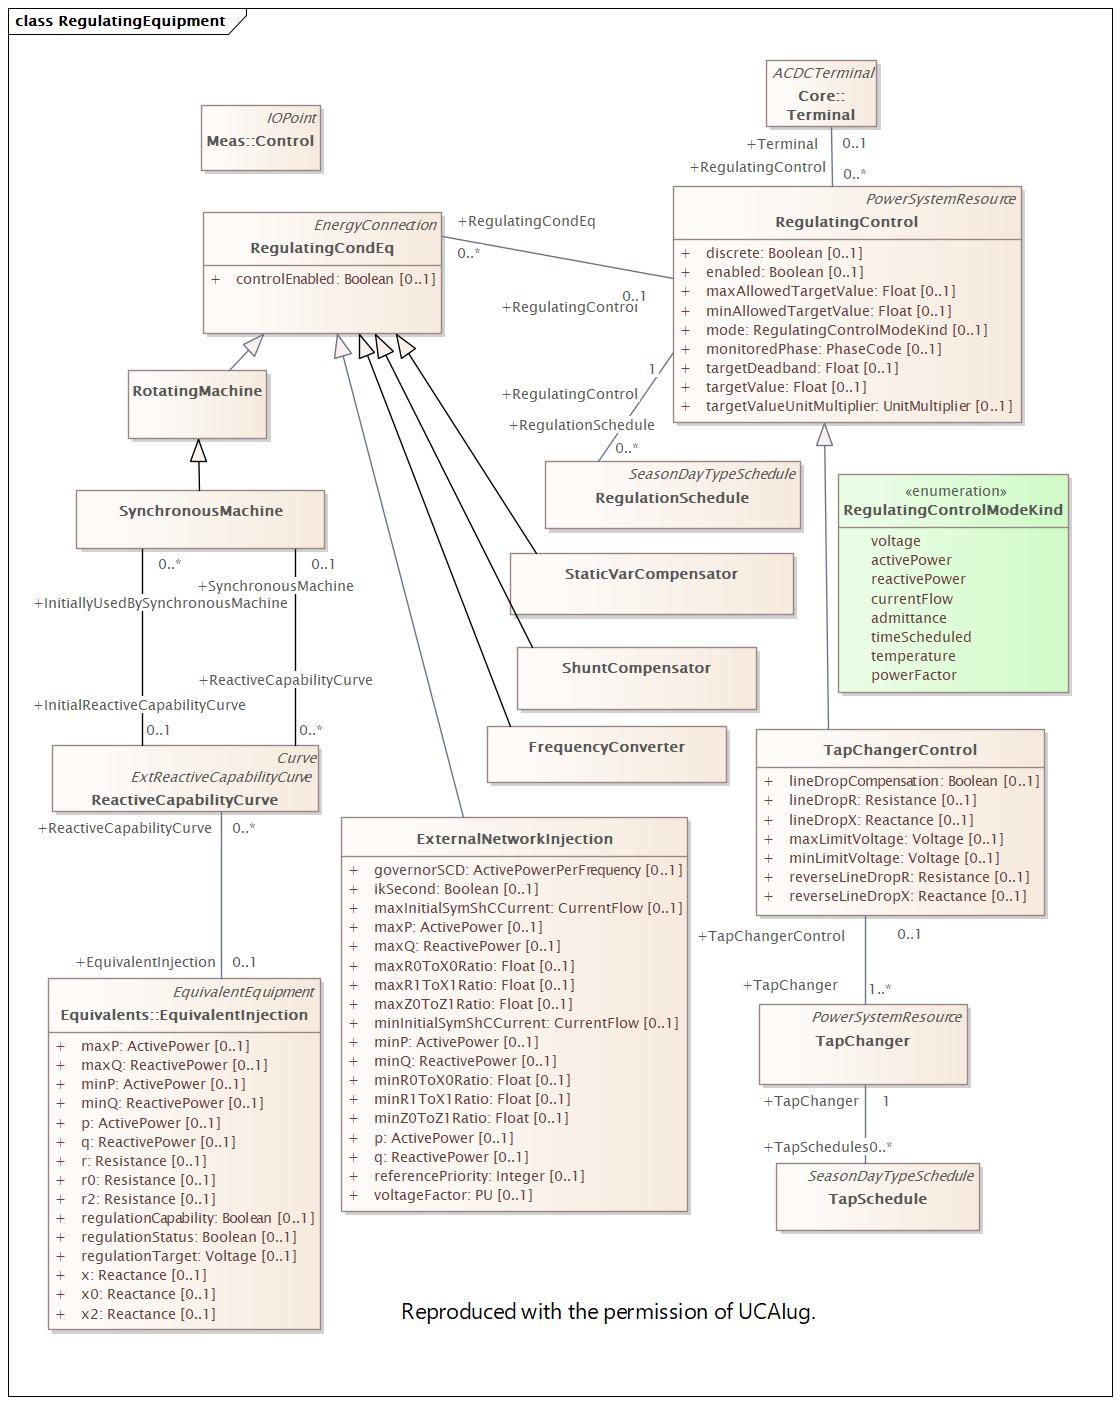 class RegulatingEquipment
ACDCTerminal
Core::
Terminal
IOPoint
Meas::Control
+Terminal
0..1
+RegulatingControl
0..*
EnergyConnection
RegulatingCondEq
+ controlEnabled: Boolean [0..1]
+RegulatingCondEq
0..*
0..1
+RegulatingControl
PowerSystemResource
RegulatingControl
+ discrete: Boolean [0..1]
+ enabled: Boolean [0..1]
+ maxAllowedTargetValue: Float [0..1]
+ minAllowedTargetValue: Float [0..1]
+ mode: RegulatingControlModeKind [0..1]
+ monitoredPhase: PhaseCode [0..1]
+ targetDeadband: Float [0..1]
+ targetValue: Float [0..1]
+ targetValueUnitMultiplier: UnitMultiplier [0..1]
1
+RegulatingControl
+RegulationSchedule
0..*
RotatingMachine
SeasonDayTypeSchedule
RegulationSchedule
«enumeration»
RegulatingControlModeKind
voltage
activePower
reactivePower
currentFlow
admittance
timeScheduled
temperature
powerFactor
SynchronousMachine
0..*
0..1
+SynchronousMachine
+InitiallyUsedBySynchronousMachine
StaticVarCompensator
ShuntCompensator
+ReactiveCapabilityCurve
+InitialReactiveCapabilityCurve
0..1
0..*
FrequencyConverter
Curve
ExtReactiveCapabilityCurve
ReactiveCapabilityCurve
+ReactiveCapabilityCurve
0..*
+EquivalentInjection
0..1
TapChangerControl
+ lineDropCompensation: Boolean [0..1]
+ lineDropR: Resistance [0..1]
+ lineDropX: Reactance [0..1]
+ maxLimitVoltage: Voltage [0..1]
+ minLimitVoltage: Voltage [0..1]
+ reverseLineDropR: Resistance [0..1]
+ reverseLineDropX: Reactance [0..1]
ExternalNetworkInjection
+ governorSCD: ActivePowerPerFrequency [0..1]
+ ikSecond: Boolean [0..1]
+ maxInitialSymShCCurrent: CurrentFlow [0..1]
+ maxP: ActivePower [0..1]
+ maxQ: ReactivePower [0..1]
+ maxR0ToX0Ratio: Float [0..1]
+ maxR1ToX1Ratio: Float [0..1]
+ maxZ0ToZ1Ratio: Float [0..1]
+ minInitialSymShCCurrent: CurrentFlow [0..1]
+ minP: ActivePower [0..1]
+ minQ: ReactivePower [0..1]
+ minR0ToX0Ratio: Float [0..1]
+ minR1ToX1Ratio: Float [0..1]
+ minZ0ToZ1Ratio: Float [0..1]
+ p: ActivePower [0..1]
+ q: ReactivePower [0..1]
+ referencePriority: Integer [0..1]
+ voltageFactor: PU [0..1]
+TapChangerControl
0..1
+TapChanger
1..*
EquivalentEquipment
Equivalents::EquivalentInjection
+ maxP: ActivePower [0..1]
+ maxQ: ReactivePower [0..1]
+ minP: ActivePower [0..1]
+ minQ: ReactivePower [0..1]
+ p: ActivePower [0..1]
+ q: ReactivePower [0..1]
+ r: Resistance [0..1]
+ r0: Resistance [0..1]
+ r2: Resistance [0..1]
+ regulationCapability: Boolean [0..1]
+ regulationStatus: Boolean [0..1]
+ regulationTarget: Voltage [0..1]
+ x: Reactance [0..1]
+ x0: Reactance [0..1]
+ x2: Reactance [0..1]
PowerSystemResource
TapChanger
+TapChanger
1
+TapSchedules
0..*
SeasonDayTypeSchedule
TapSchedule
Reproduced with the permission of UCAIug.